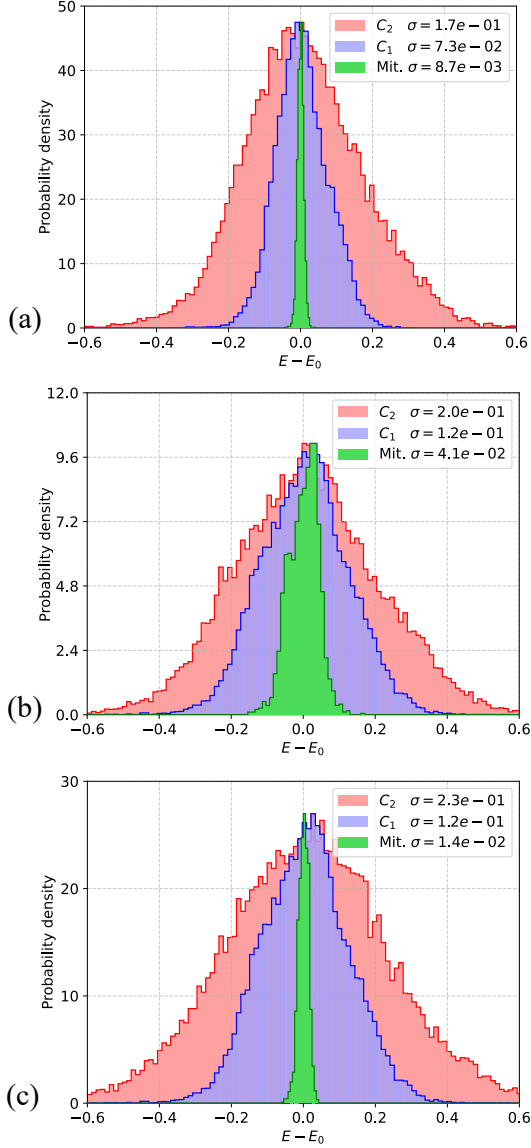 50
40
30
20
10
0
Probability density
C₂ σ = 1.7e − 01
C₁ σ = 7.3e − 02
Mit. σ = 8.7e − 03
−0.6 −0.4 −0.2 0.0 0.2 0.4 0.6
E − E₀
(a)
12.0
9.6
7.2
4.8
2.4
0.0
Probability density
C₂ σ = 2.0e − 01
C₁ σ = 1.2e − 01
Mit. σ = 4.1e − 02
−0.6 −0.4 −0.2 0.0 0.2 0.4 0.6
E − E₀
(b)
30
20
10
0
Probability density
C₂ σ = 2.3e − 01
C₁ σ = 1.2e − 01
Mit. σ = 1.4e − 02
−0.6 −0.4 −0.2 0.0 0.2 0.4 0.6
E − E₀
(c)